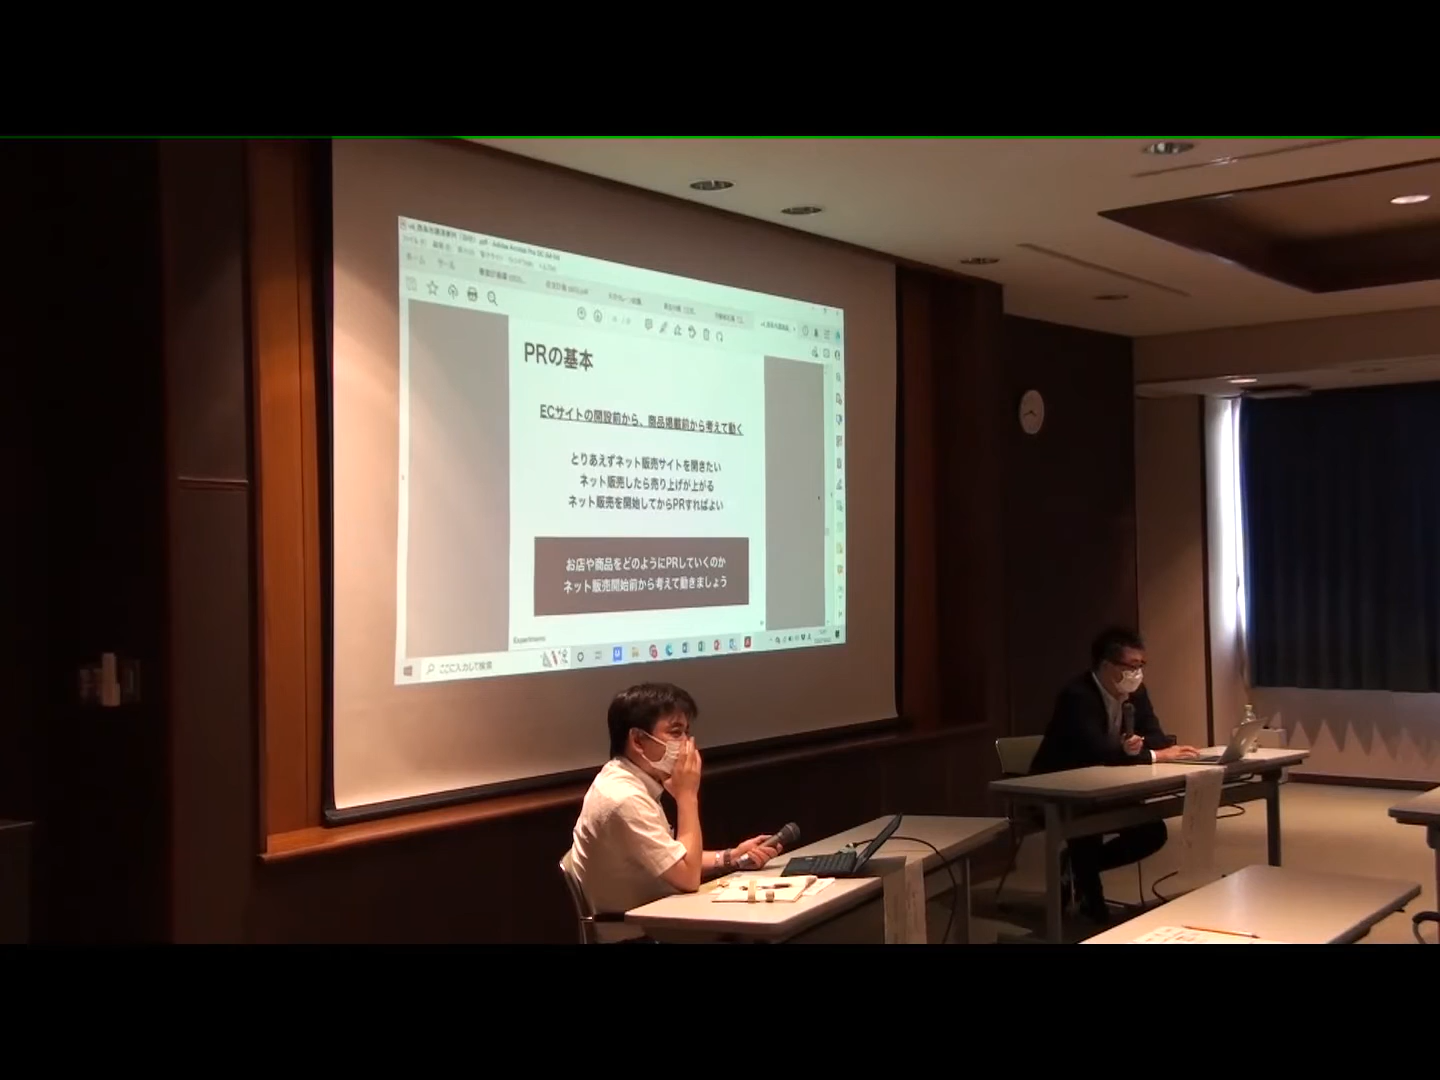 ホーム ツール
PRの基本
ECサイトの開設前から、商品掲載前から考えて動く
とりあえずネット販売サイトを開きたい
ネット販売したら売り上げが上がる
ネット販売を開始してからPRすればよい
お店や商品をどのようにPRしていくのか
ネット販売開始前から考えて動きましょう
ここに入力して検索